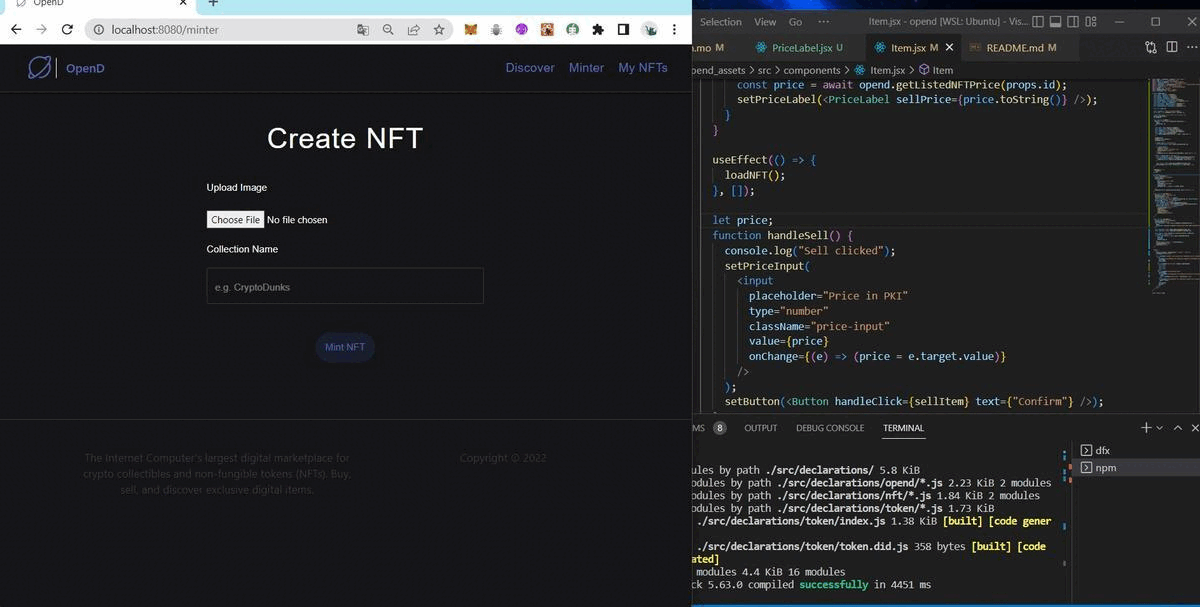 OpenD
localhost:8080/minter
OpenD
Discover Minter My NFTs
Create NFT
Upload Image
Choose File No file chosen
Collection Name
e.g. CryptoDunks
Mint NFT
The Internet Computer's largest digital marketplace for
crypto collectibles and non-fungible tokens (NFTs). Buy,
sell, and discover exclusive digital items.
Copyright © 2022
Selection View Go ··· Item.jsx - opend [WSL: Ubuntu] - Vis...
.mo M PriceLabel.jsx U Item.jsx M README.md M
pend_assets > src > components > Item.jsx > Item
const price = await opend.getListedNFTPrice(props.id);
setPriceLabel(<PriceLabel sellPrice={price.toString()} />);
}
}
useEffect(() => {
loadNFT();
}, []);
let price;
function handleSell() {
console.log("Sell clicked");
setPriceInput(
<input
placeholder="Price in PKI"
type="number"
className="price-input"
value={price}
onChange={(e) => (price = e.target.value)}
/>
);
setButton(<Button handleClick={sellItem} text={"Confirm"} />);
MS 8 OUTPUT DEBUG CONSOLE TERMINAL
dfx
npm
ules by path ./src/declarations/ 5.8 KiB
odules by path ./src/declarations/opend/*.js 2.23 KiB 2 modules
odules by path ./src/declarations/nft/*.js 1.84 KiB 2 modules
odules by path ./src/declarations/token/*.js 1.73 KiB
./src/declarations/token/index.js 1.38 KiB [built] [code gener
./src/declarations/token/token.did.js 358 bytes [built] [code
ated]
modules 4.4 KiB 16 modules
ck 5.63.0 compiled successfully in 4451 ms